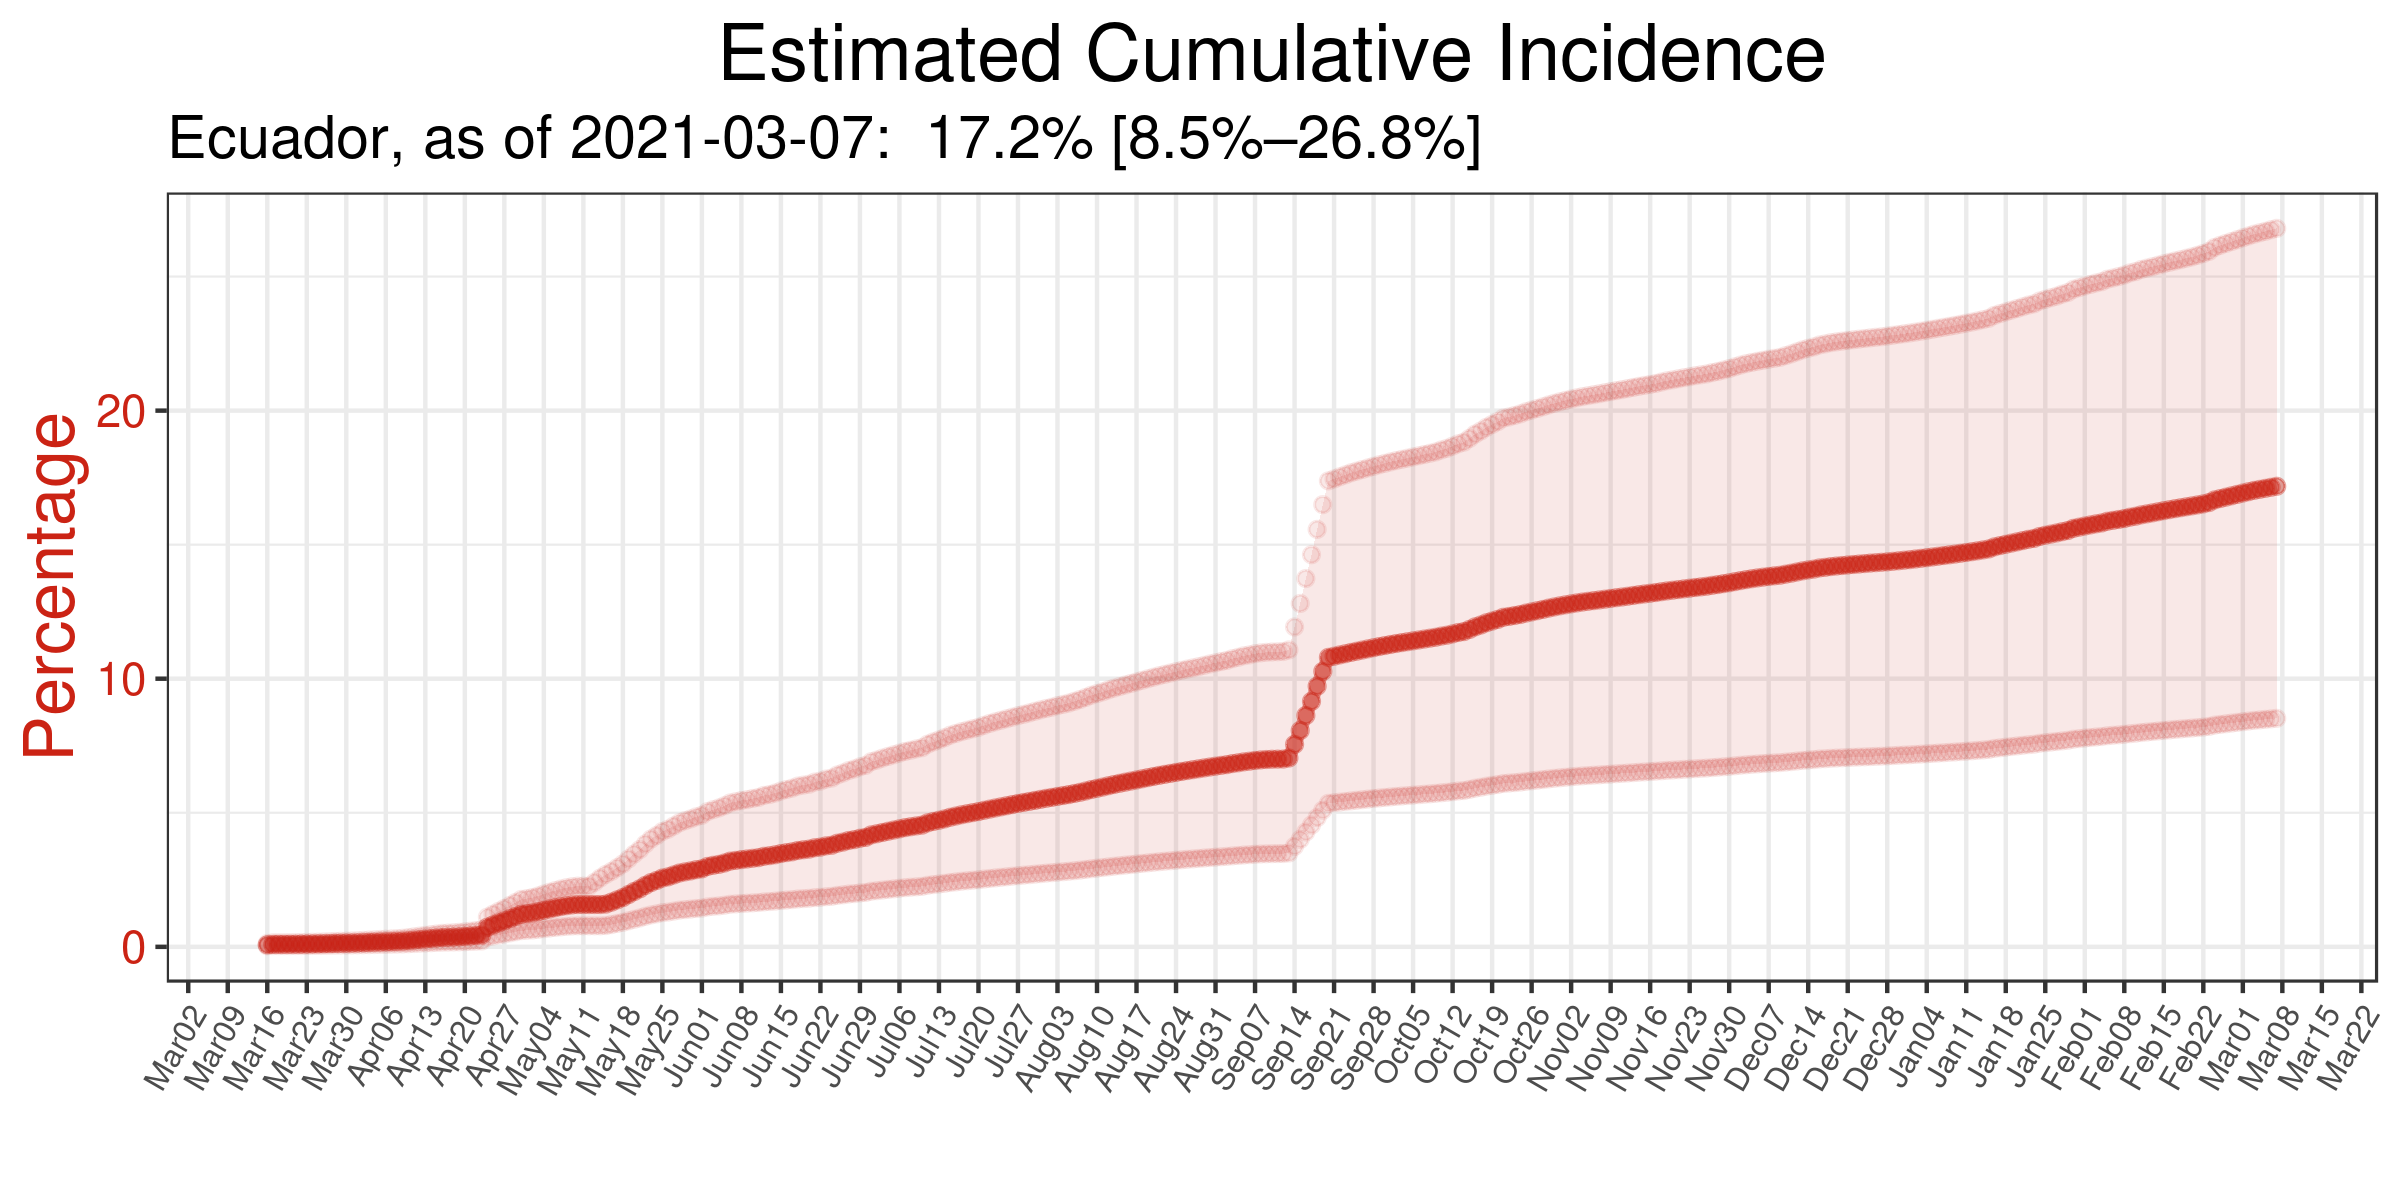 Estimated Cumulative Incidence
Ecuador, as of 2021-03-07:  17.2% [8.5%–26.8%]
Percentage
20
10
0
Mar02
Mar09
Mar16
Mar23
Mar30
Apr06
Apr13
Apr20
Apr27
May04
May11
May18
May25
Jun01
Jun08
Jun15
Jun22
Jun29
Jul06
Jul13
Jul20
Jul27
Aug03
Aug10
Aug17
Aug24
Aug31
Sep07
Sep14
Sep21
Sep28
Oct05
Oct12
Oct19
Oct26
Nov02
Nov09
Nov16
Nov23
Nov30
Dec07
Dec14
Dec21
Dec28
Jan04
Jan11
Jan18
Jan25
Feb01
Feb08
Feb15
Feb22
Mar01
Mar08
Mar15
Mar22